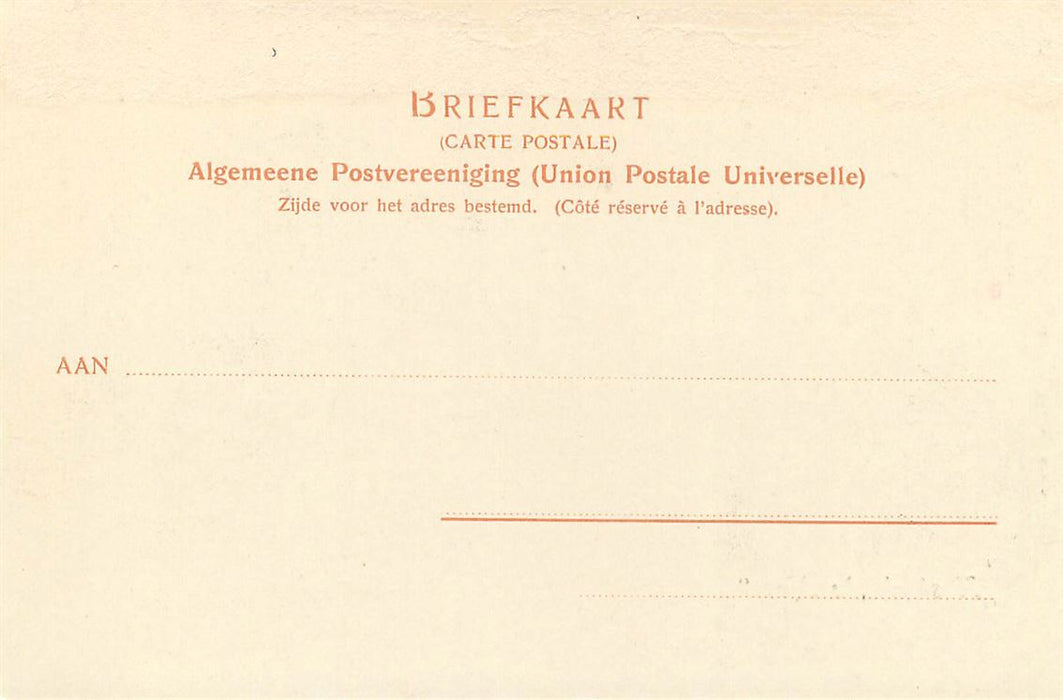 BRIEFKAART
(CARTE POSTALE)
Algemeene Postvereeniging (Union Postale Universelle)
Zijde voor het adres bestemd. (Côté réservé à l'adresse).
AAN